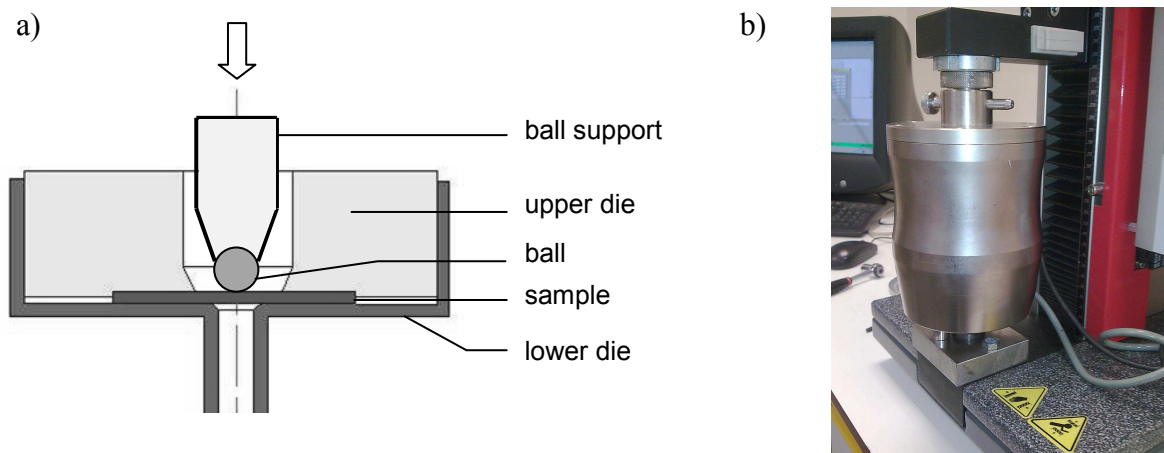 a)
b)
ball support
upper die
ball
sample
lower die